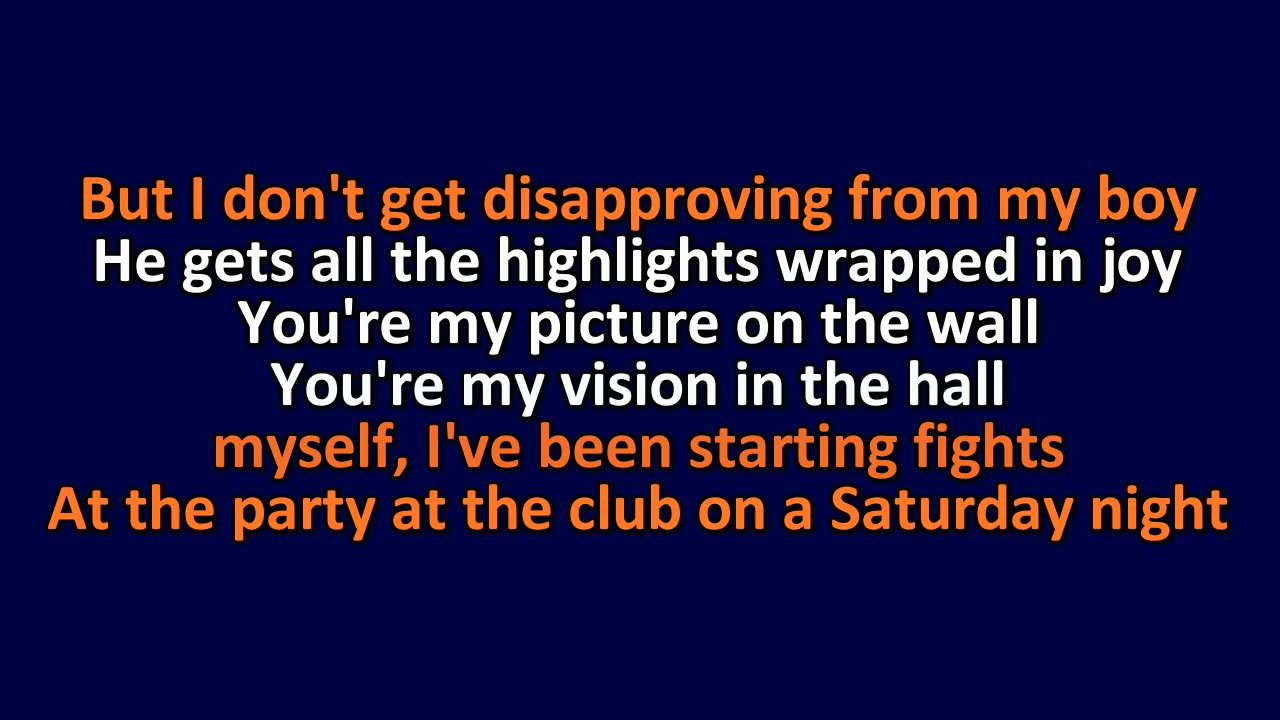 But I don't get disapproving from my boy
He gets all the highlights wrapped in joy
You're my picture on the wall
You're my vision in the hall
myself, I've been starting fights
At the party at the club on a Saturday night